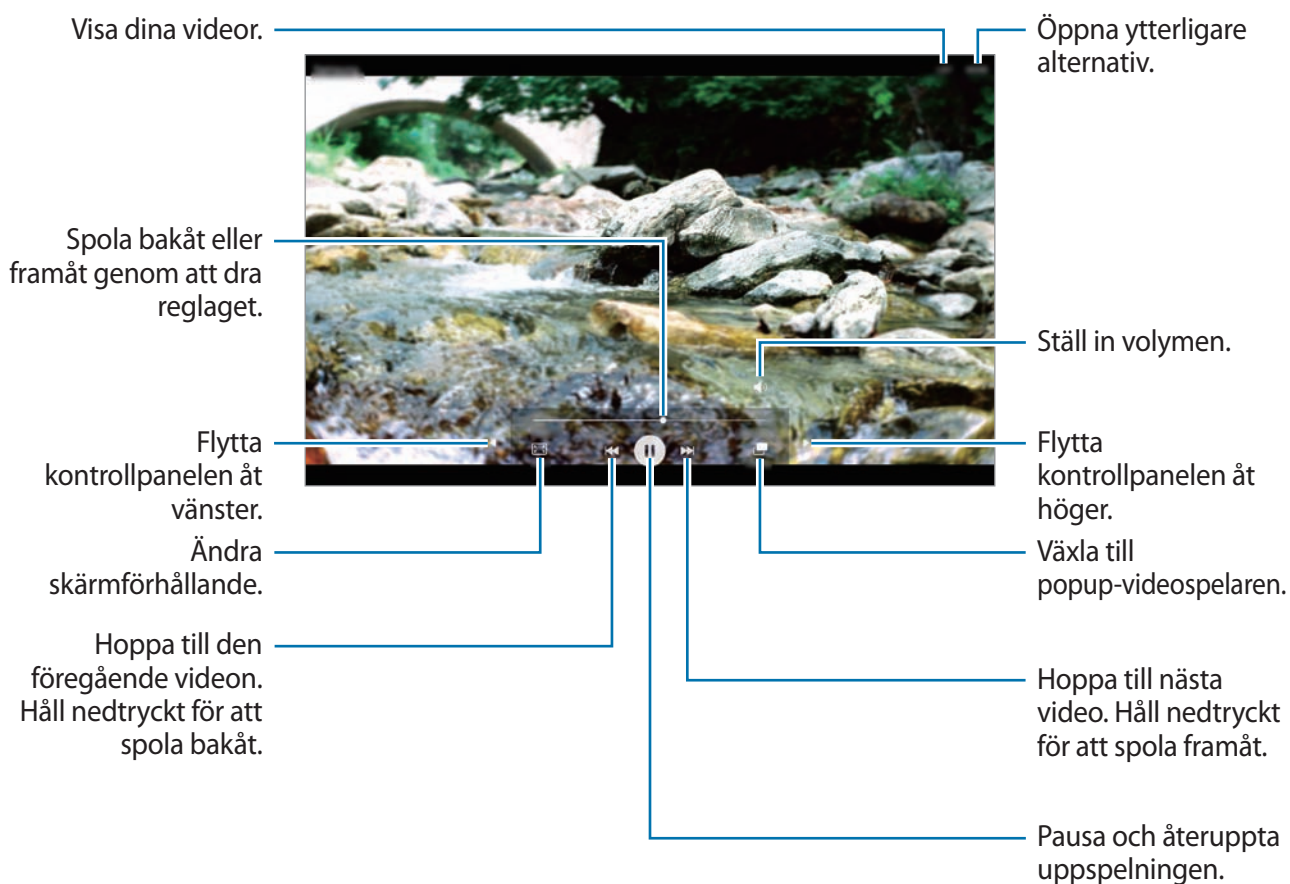 Visa dina videor.
Öppna ytterligare
alternativ.
Spola bakåt eller
framåt genom att dra
reglaget.
Ställ in volymen.
Flytta
kontrollpanelen åt
vänster.
Flytta
kontrollpanelen åt
höger.
Ändra
skärmförhållande.
Växla till
popup-videospelaren.
Hoppa till den
föregående videon.
Håll nedtryckt för att
spola bakåt.
Hoppa till nästa
video. Håll nedtryckt
för att spola framåt.
Pausa och återuppta
uppspelningen.